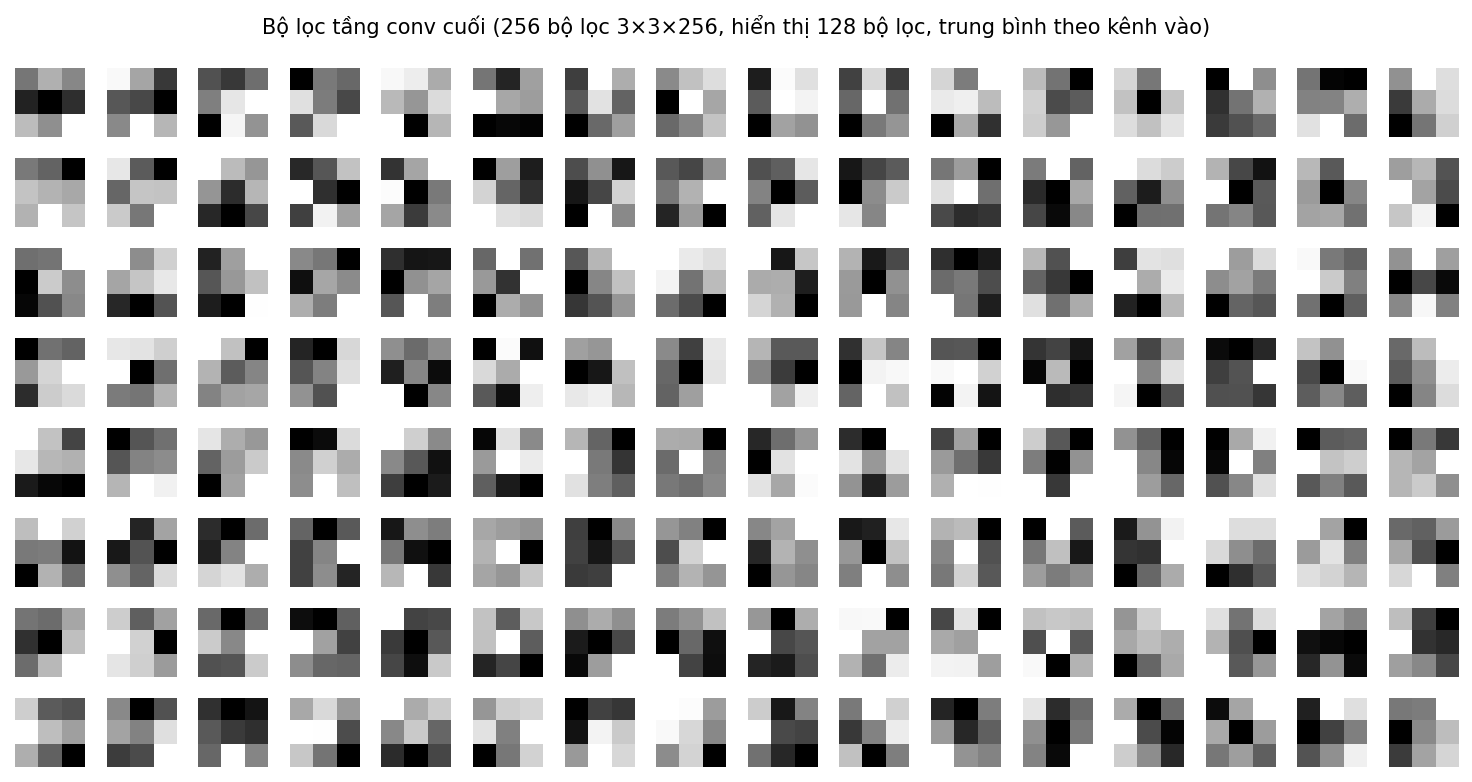 Bộ lọc tầng conv cuối (256 bộ lọc 3×3×256, hiển thị 128 bộ lọc, trung bình theo kênh vào)